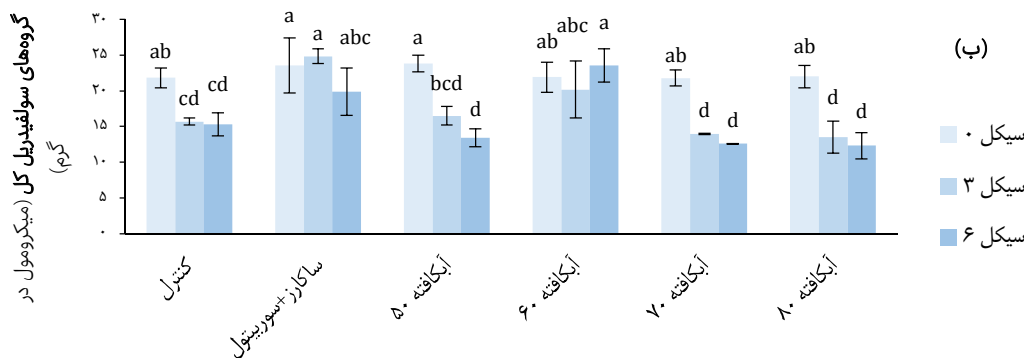 گروه‌های سولفیدریل کل (میکرومول در
گرم)
۳۰
۲۵
۲۰
۱۵
۱۰
۵
۰
ab
cd
cd
a
a
abc
a
bcd
d
ab
abc
a
ab
d
d
ab
d
d
کنترل
ساکارز+سوربیتول
آبکافته ۵۰
آبکافته ۶۰
آبکافته ۷۰
آبکافته ۸۰
(ب)
سیکل ۰
سیکل ۳
سیکل ۶